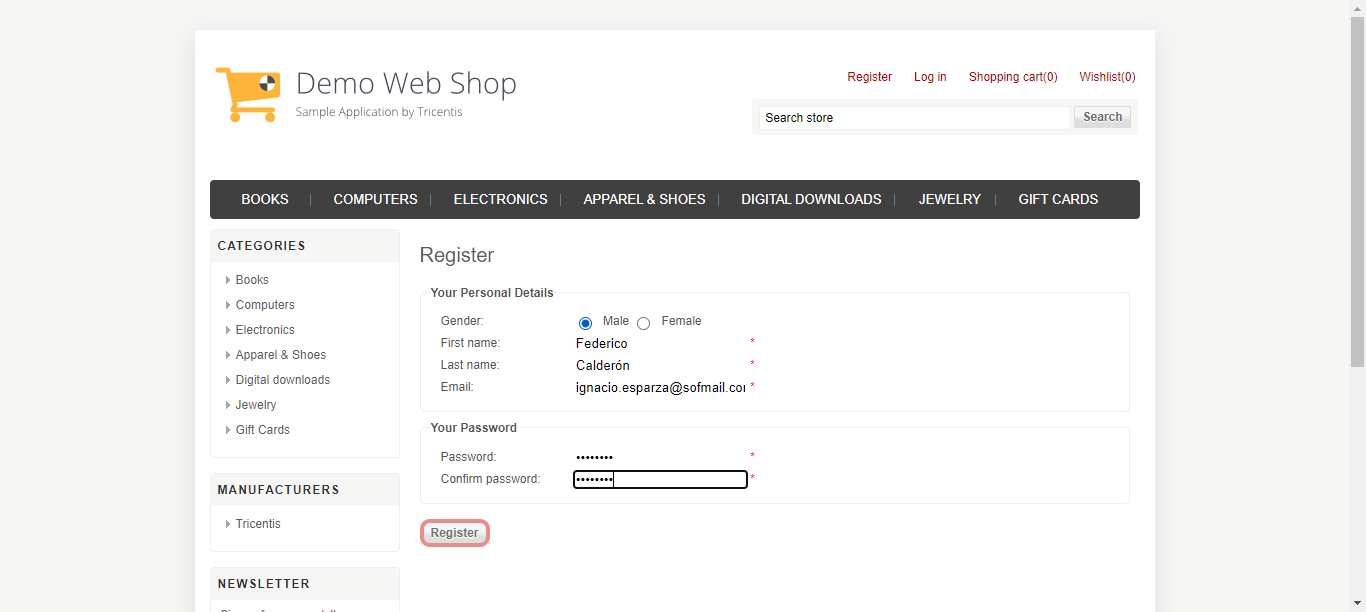 Demo Web Shop
Sample Application by Tricentis
Register Log in Shopping cart(0) Wishlist(0)
Search store Search
BOOKS COMPUTERS ELECTRONICS APPAREL & SHOES DIGITAL DOWNLOADS JEWELRY GIFT CARDS
CATEGORIES
Books
Computers
Electronics
Apparel & Shoes
Digital downloads
Jewelry
Gift Cards
MANUFACTURERS
Tricentis
NEWSLETTER
Register
Your Personal Details
Gender: Male Female
First name: Federico *
Last name: Calderón *
Email: ignacio.esparza@sofmail.co *
Your Password
Password: •••••••• *
Confirm password: •••••••• *
Register